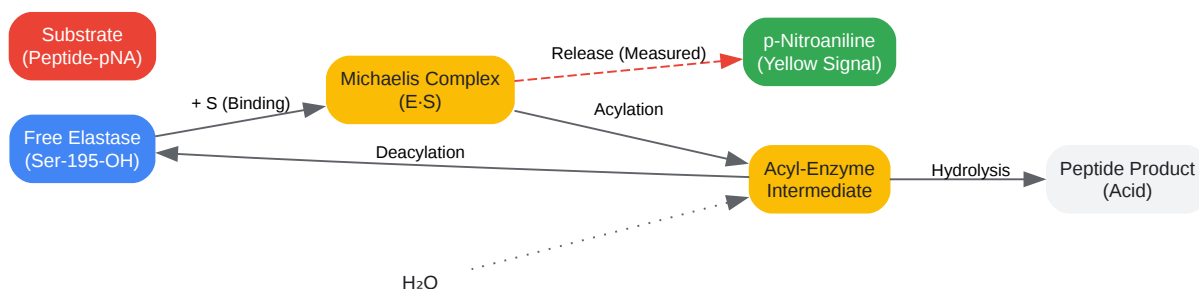 Substrate
(Peptide-pNA)
Free Elastase
(Ser-195-OH)
+ S (Binding)
Michaelis Complex
(E·S)
Release (Measured)
p-Nitroaniline
(Yellow Signal)
Acylation
Deacylation
Acyl-Enzyme
Intermediate
Hydrolysis
Peptide Product
(Acid)
H₂O